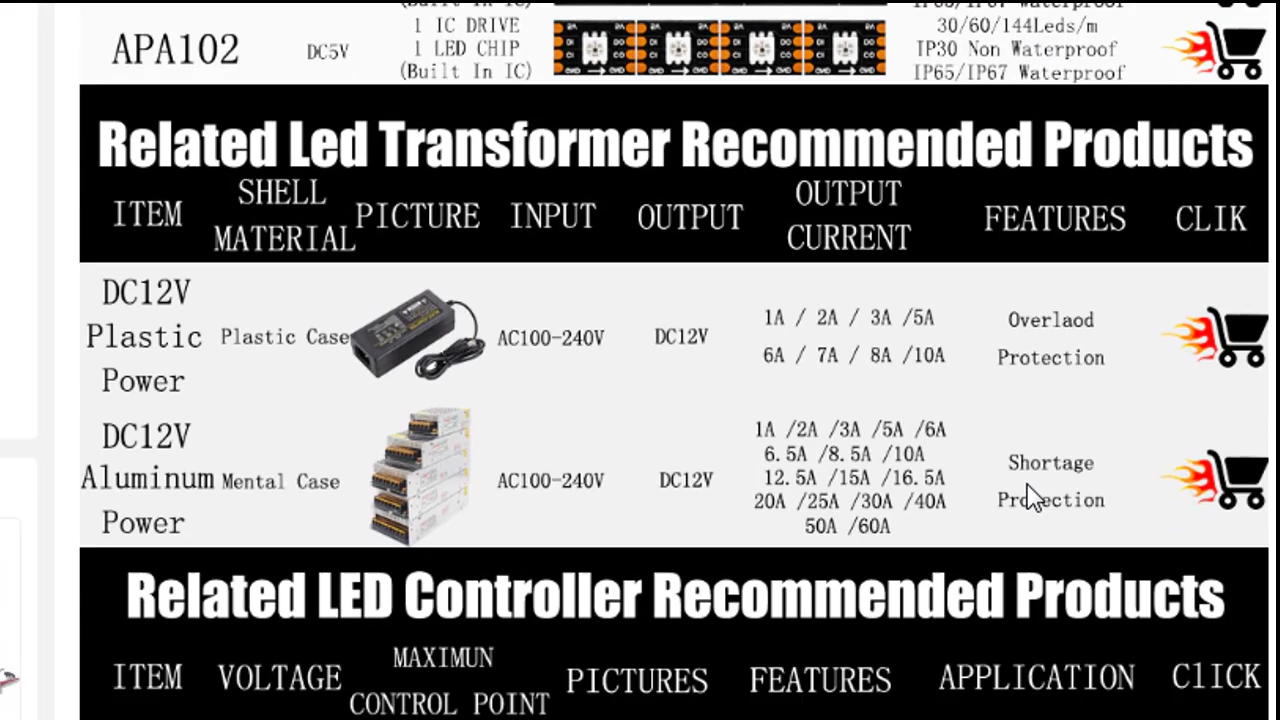 1 IC DRIVE
30/60/144Leds/m
APA102 DC5V 1 LED CHIP IP30 Non Waterproof
(Built In IC) IP65/IP67 Waterproof
Related Led Transformer Recommended Products
ITEM SHELL MATERIAL PICTURE INPUT OUTPUT OUTPUT CURRENT FEATURES CLIK
DC12V
Plastic Plastic Case AC100-240V DC12V
Power
1A / 2A / 3A /5A
6A / 7A / 8A /10A
Overlaod
Protection
DC12V
Aluminum Mental Case AC100-240V DC12V
Power
1A /2A /3A /5A /6A
6.5A /8.5A /10A
12.5A /15A /16.5A
20A /25A /30A /40A
50A /60A
Shortage
Protection
Related LED Controller Recommended Products
ITEM VOLTAGE MAXIMUN CONTROL POINT PICTURES FEATURES APPLICATION ClICK